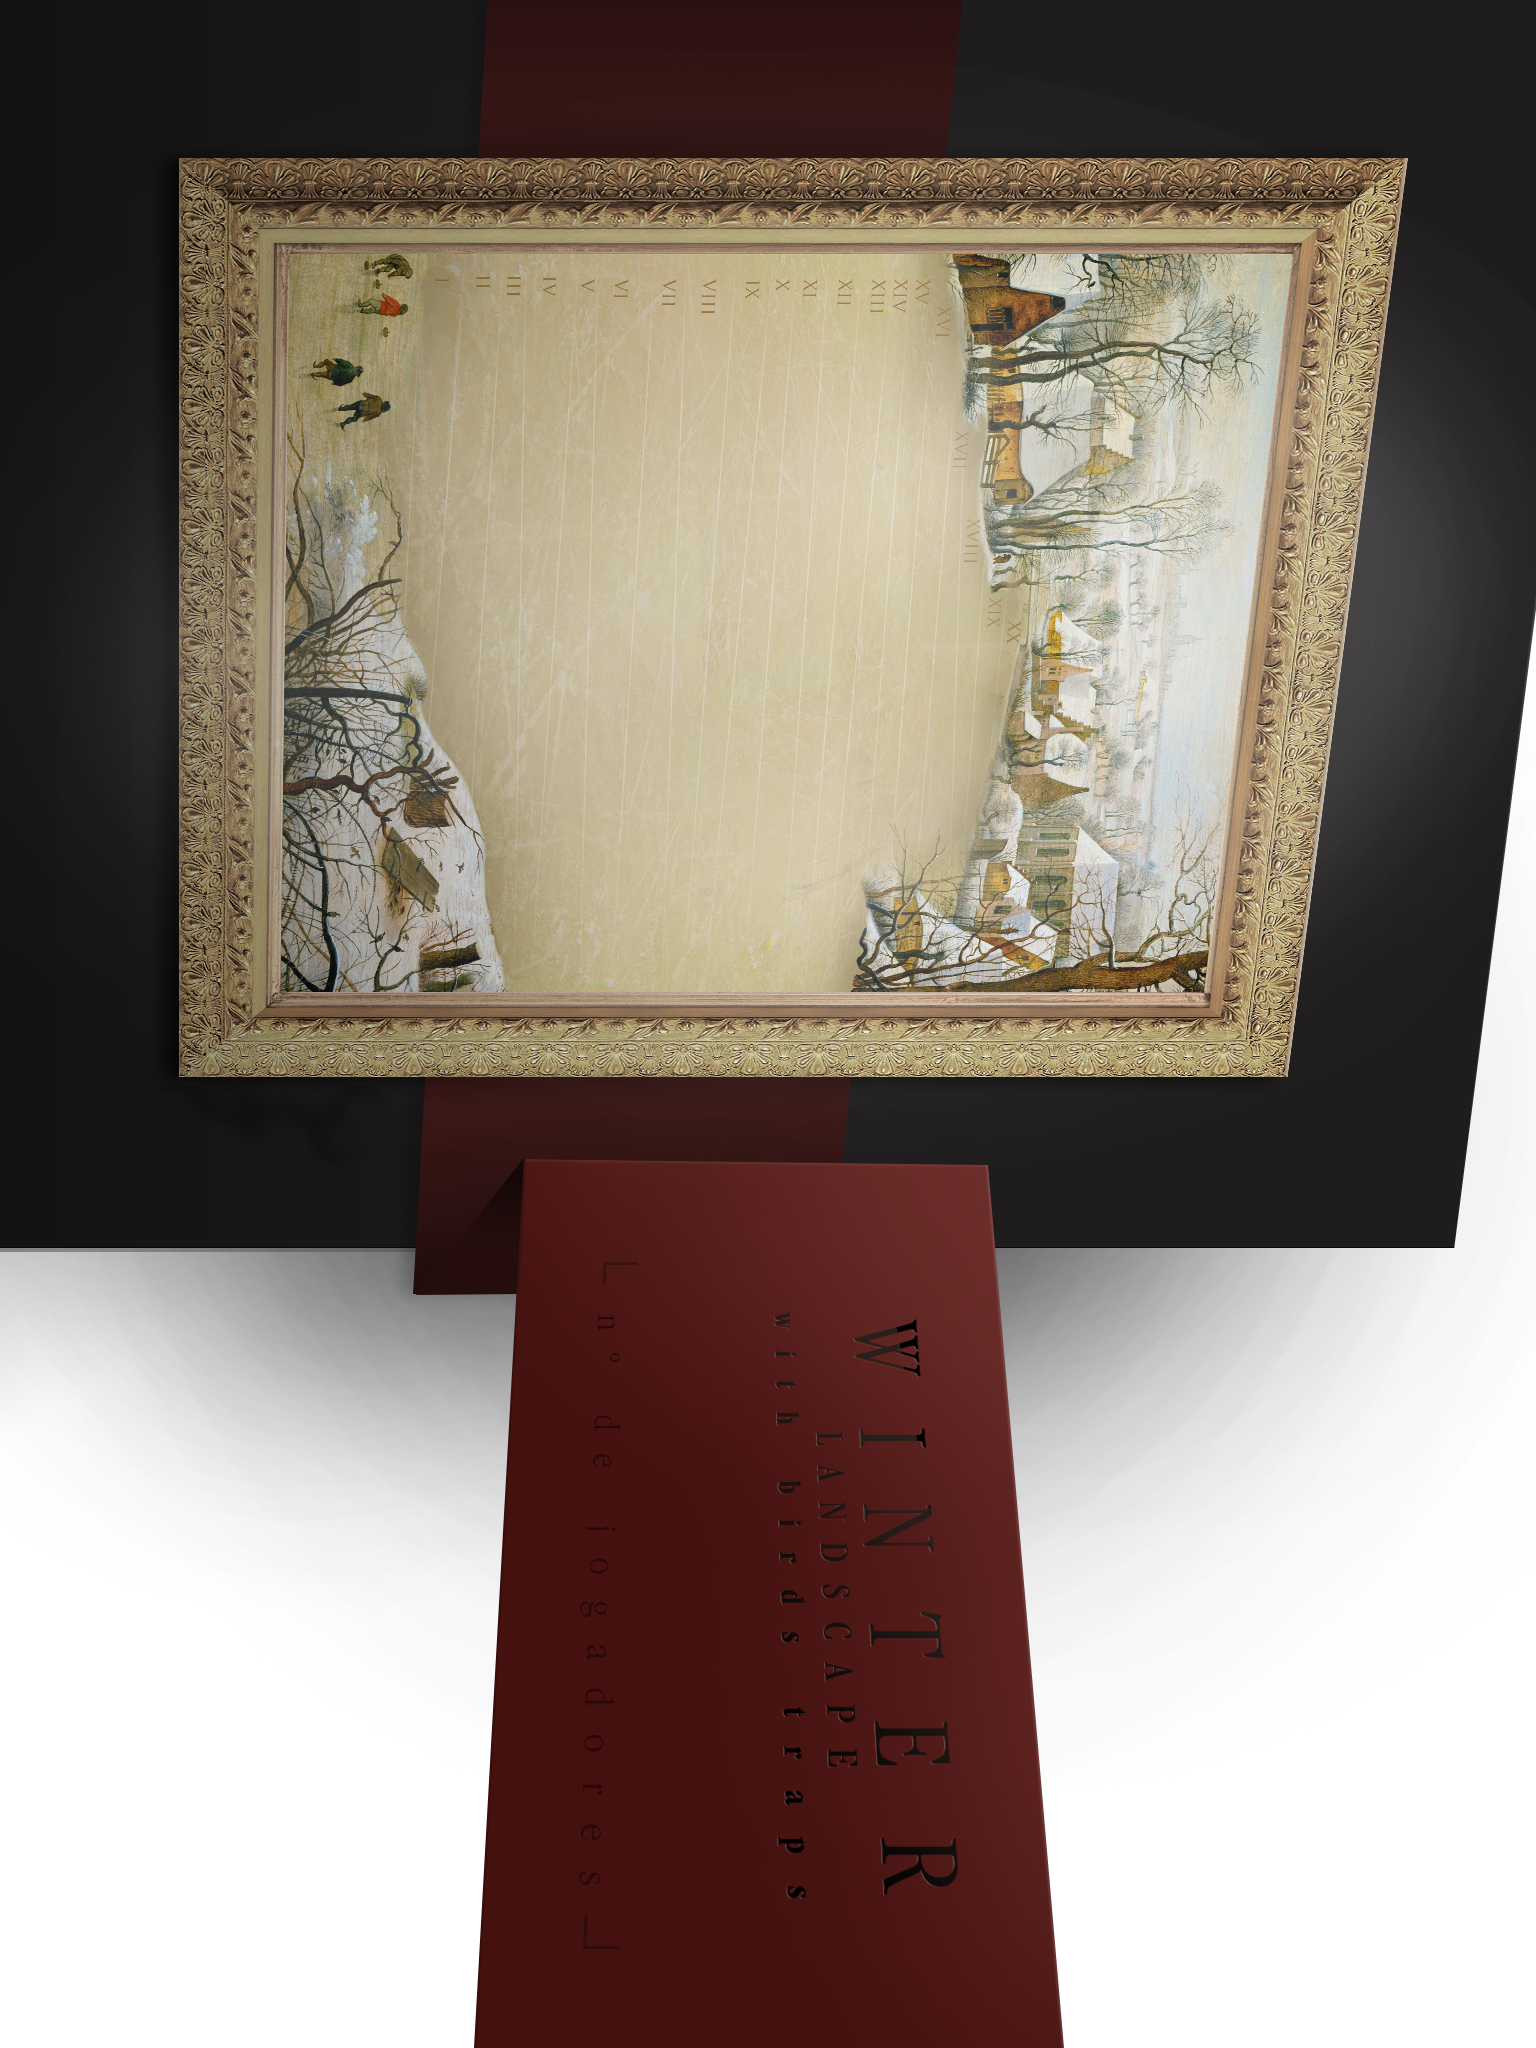 XX
XIX
XVIII
XVII
XVI
XV
XIV
XIII
XII
XI
X
IX
VIII
VII
VI
V
IV
III
II
I
WINTER
LANDSCAPE
with birds traps
nº de jogadores